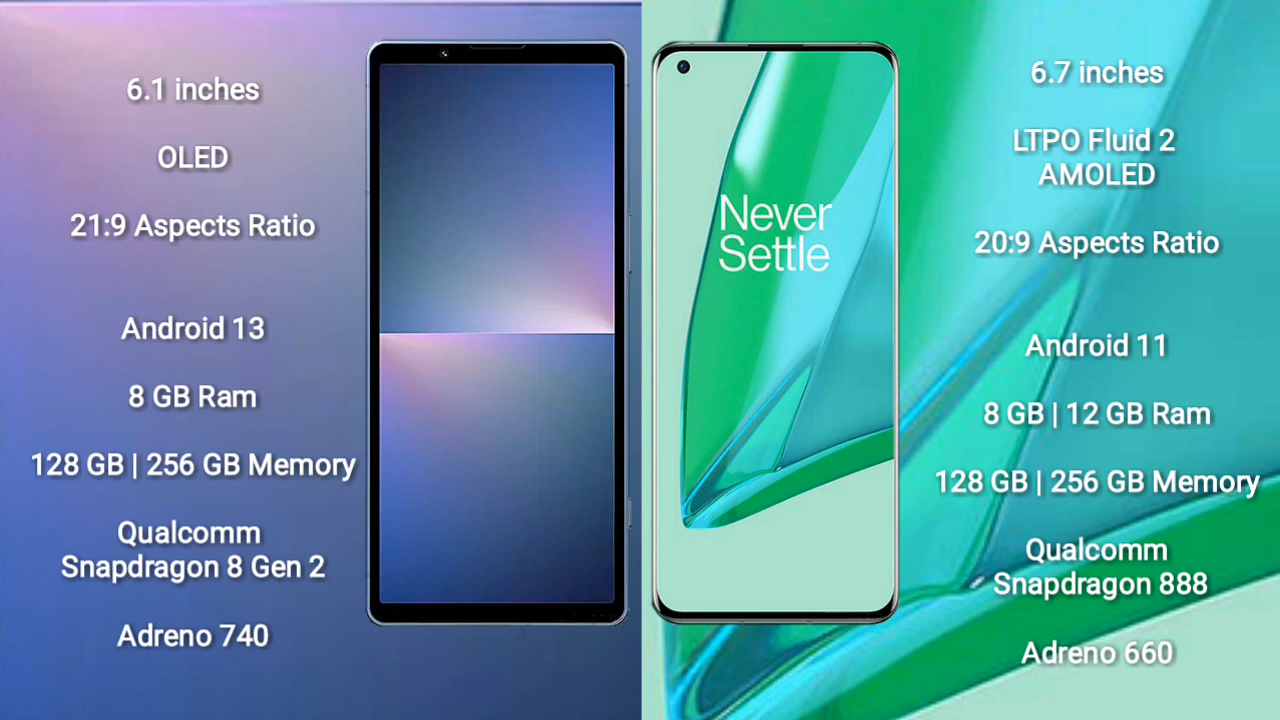 6.1 inches
OLED
21:9 Aspects Ratio
Android 13
8 GB Ram
128 GB | 256 GB Memory
Qualcomm
Snapdragon 8 Gen 2
Adreno 740
Never
Settle
6.7 inches
LTPO Fluid 2
AMOLED
20:9 Aspects Ratio
Android 11
8 GB | 12 GB Ram
128 GB | 256 GB Memory
Qualcomm
Snapdragon 888
Adreno 660